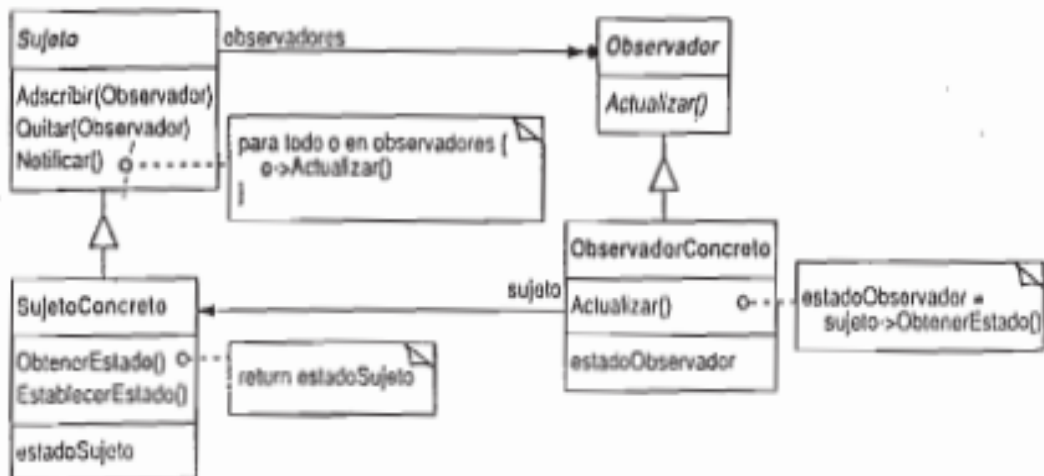 Sujeto
observadores
Observador
Adscribir(Observador)
Quitar(Observador)
Notificar()
Actualizar()
para todo o en observadores {
o->Actualizar()
}
ObservadorConcreto
SujetoConcreto
sujeto
Actualizar()
estadoObservador =
sujeto->ObtenerEstado()
ObtenerEstado()
EstablecerEstado()
return estadoSujeto
estadoObservador
estadoSujeto